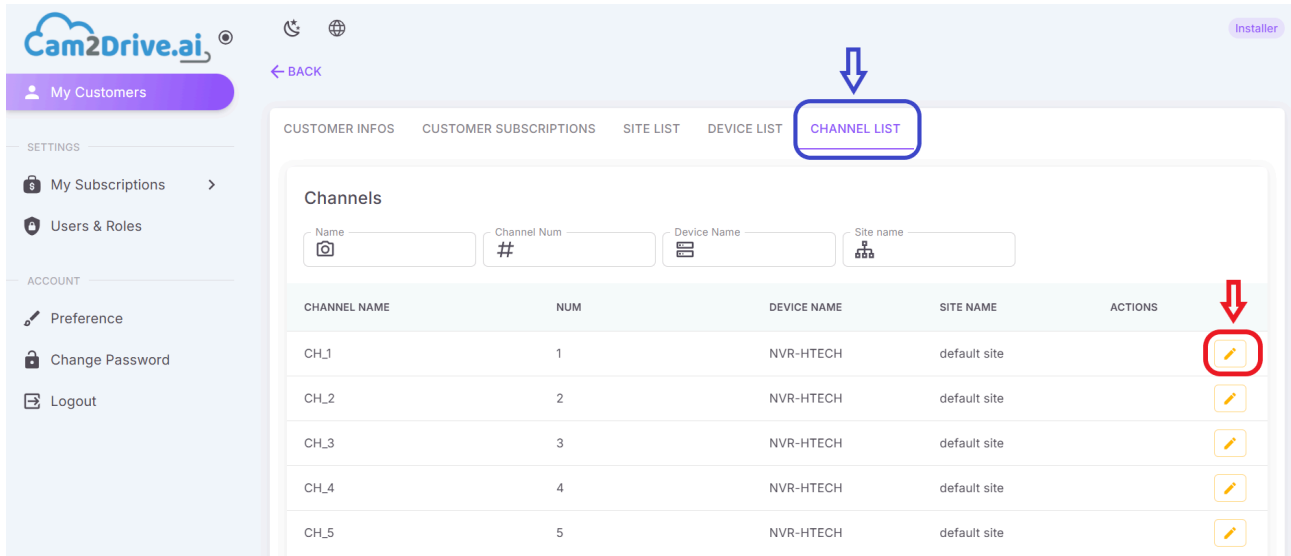 Cam2Drive.ai
Installer
BACK
My Customers
CUSTOMER INFOS CUSTOMER SUBSCRIPTIONS SITE LIST DEVICE LIST CHANNEL LIST
SETTINGS
My Subscriptions
Users & Roles
ACCOUNT
Preference
Change Password
Logout
Channels
Name Channel Num Device Name Site name
CHANNEL NAME NUM DEVICE NAME SITE NAME ACTIONS
CH_1 1 NVR-HTECH default site
CH_2 2 NVR-HTECH default site
CH_3 3 NVR-HTECH default site
CH_4 4 NVR-HTECH default site
CH_5 5 NVR-HTECH default site